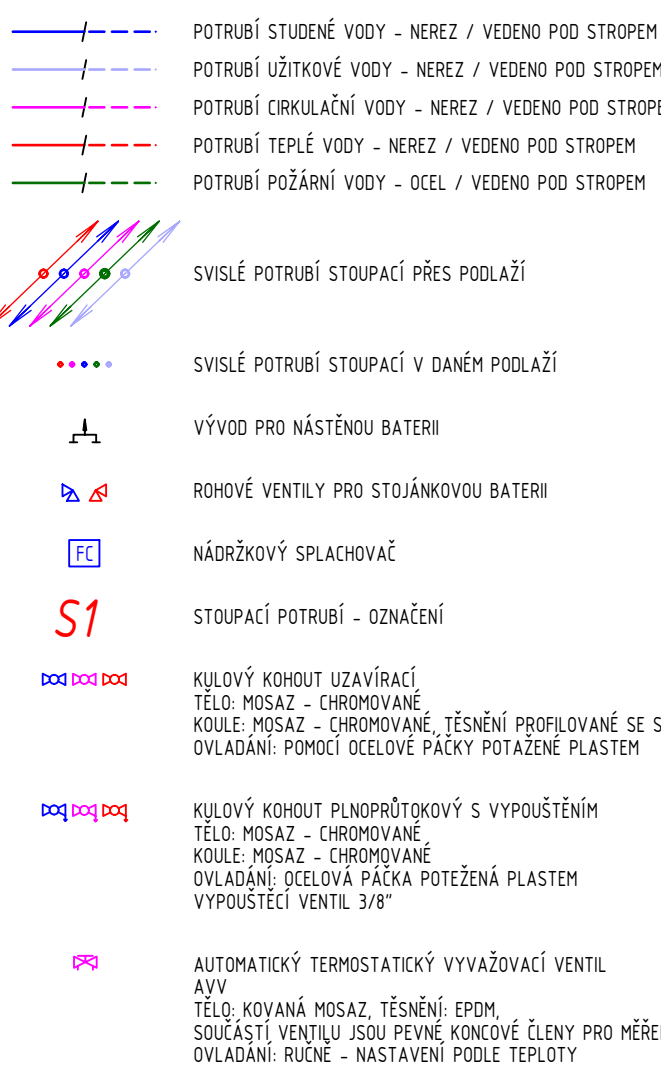 POTRUBÍ STUDENÉ VODY - NEREZ / VEDENO POD STROPEM
POTRUBÍ UŽITKOVÉ VODY - NEREZ / VEDENO POD STROPEM
POTRUBÍ CIRKULAČNÍ VODY - NEREZ / VEDENO POD STROPE
POTRUBÍ TEPLÉ VODY - NEREZ / VEDENO POD STROPEM
POTRUBÍ POŽÁRNÍ VODY - OCEL / VEDENO POD STROPEM
SVISLÉ POTRUBÍ STOUPACÍ PŘES PODLAŽÍ
SVISLÉ POTRUBÍ STOUPACÍ V DANÉM PODLAŽÍ
VÝVOD PRO NÁSTĚNOU BATERII
ROHOVÉ VENTILY PRO STOJÁNKOVOU BATERII
FC NÁDRŽKOVÝ SPLACHOVAČ
S1 STOUPACÍ POTRUBÍ - OZNAČENÍ
KULOVÝ KOHOUT UZAVÍRACÍ
TĚLO: MOSAZ - CHROMOVANÉ
KOULE: MOSAZ - CHROMOVANÉ, TĚSNĚNÍ PROFILOVANÉ SE S
OVLADÁNÍ: POMOCÍ OCELOVÉ PÁČKY POTAŽENÉ PLASTEM
KULOVÝ KOHOUT PLNOPRŮTOKOVÝ S VYPOUŠTĚNÍM
TĚLO: MOSAZ - CHROMOVANÉ
KOULE: MOSAZ - CHROMOVANÉ
OVLADÁNÍ: OCELOVÁ PÁČKA POTEŽENÁ PLASTEM
VYPOUŠTĚCÍ VENTIL 3/8"
AUTOMATICKÝ TERMOSTATICKÝ VYVAŽOVACÍ VENTIL
AVV
TĚLO: KOVANÁ MOSAZ, TĚSNĚNÍ: EPDM,
SOUČÁSTÍ VENTILU JSOU PEVNÉ KONCOVÉ ČLENY PRO MĚŘE
OVLADÁNÍ: RUČNĚ - NASTAVENÍ PODLE TEPLOTY